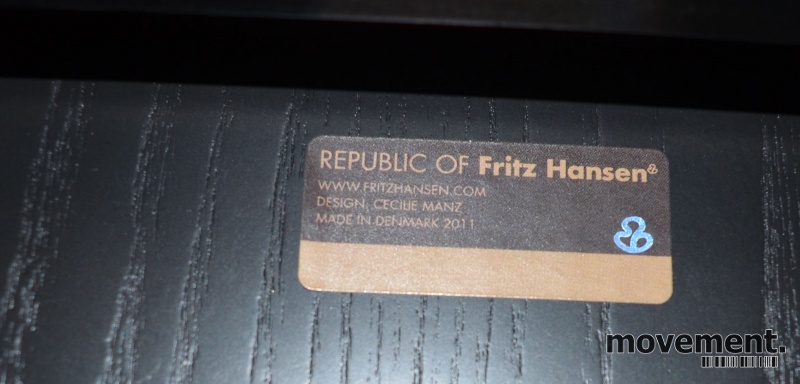 REPUBLIC OF Fritz Hansen
WWW.FRITZHANSEN.COM
DESIGN; CECILIE MANZ
MADE IN DENMARK 2011
movement.